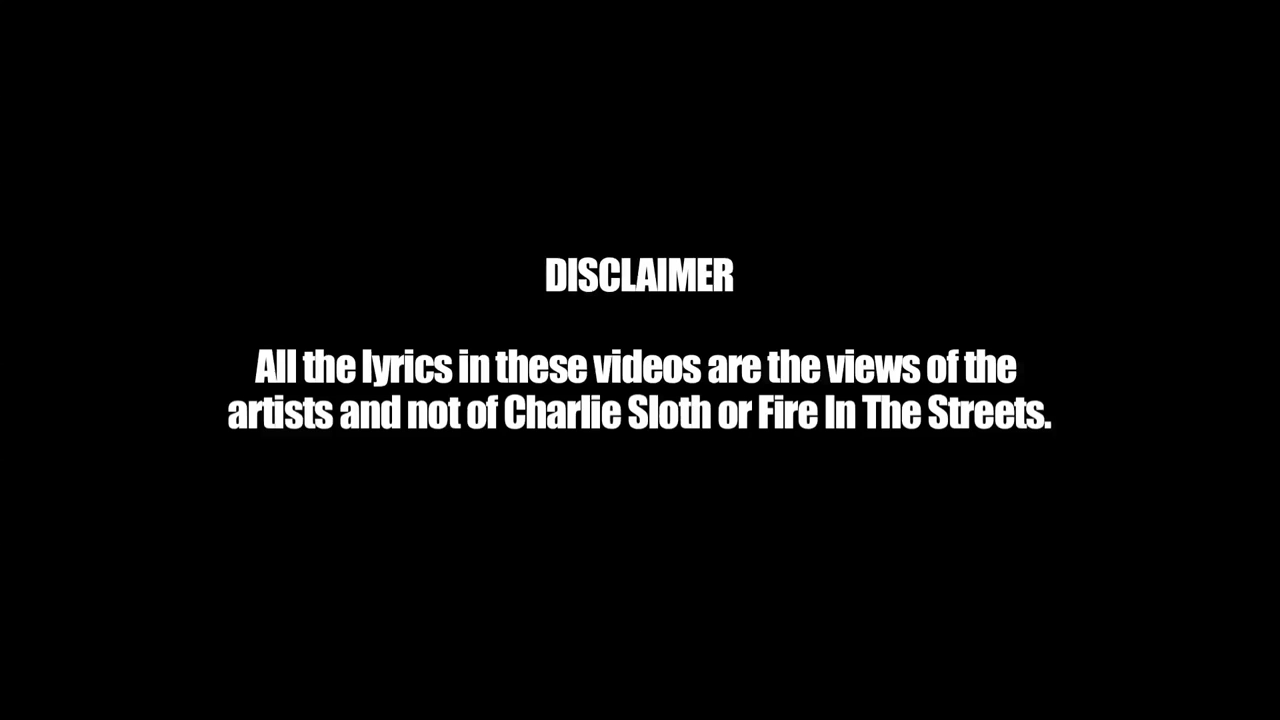 DISCLAIMER
All the lyrics in these videos are the views of the
artists and not of Charlie Sloth or Fire In The Streets.